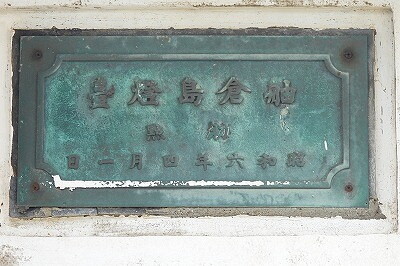 舳倉島燈臺
初點
昭和六年四月一日